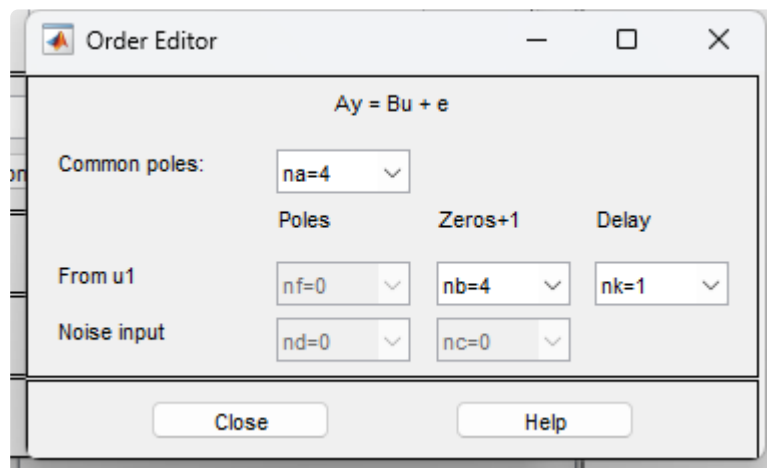 Order Editor
Ay = Bu + e
Common poles:
na=4
Poles
Zeros+1
Delay
From u1
nf=0
nb=4
nk=1
Noise input
nd=0
nc=0
Close
Help